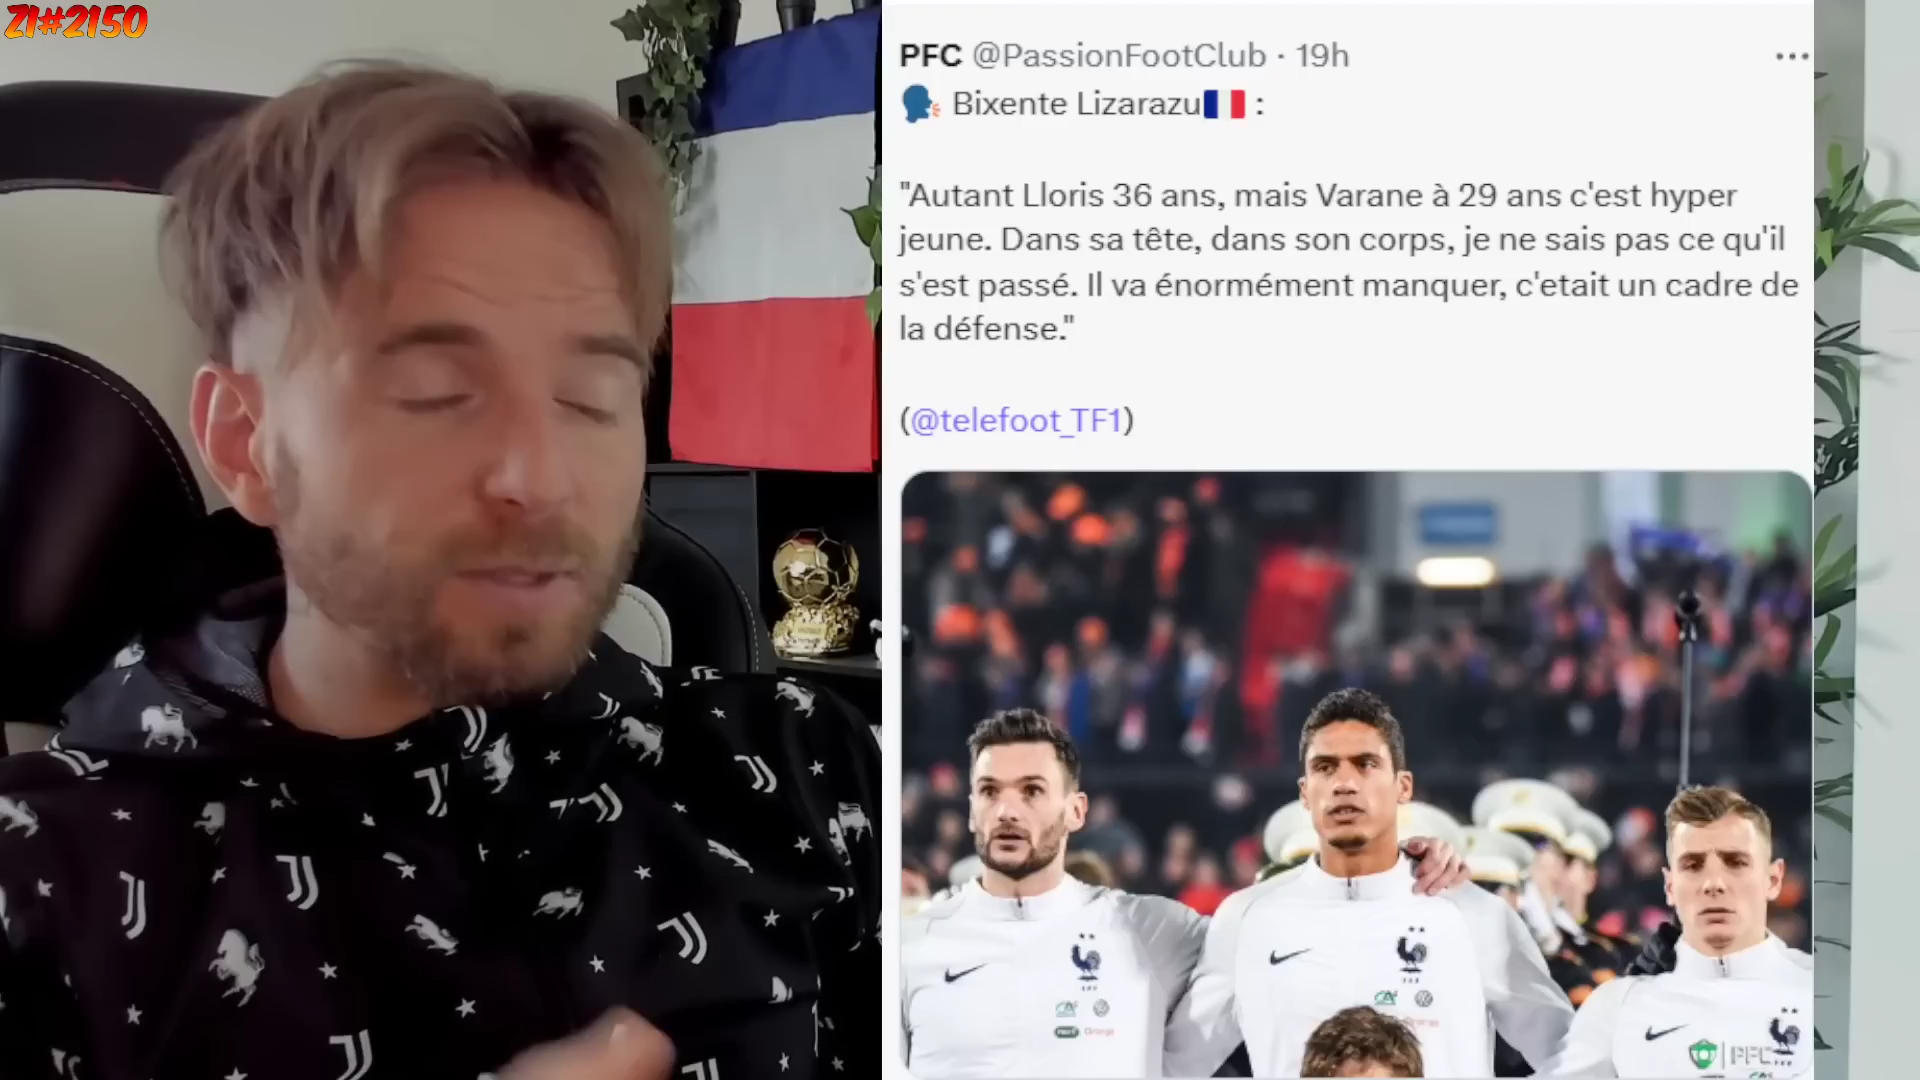 ZI#2150
PFC @PassionFootClub · 19h
Bixente Lizarazu :
"Autant Lloris 36 ans, mais Varane à 29 ans c'est hyper
jeune. Dans sa tête, dans son corps, je ne sais pas ce qu'il
s'est passé. Il va énormément manquer, c'etait un cadre de
la défense."
(@telefoot_TF1)
PFC